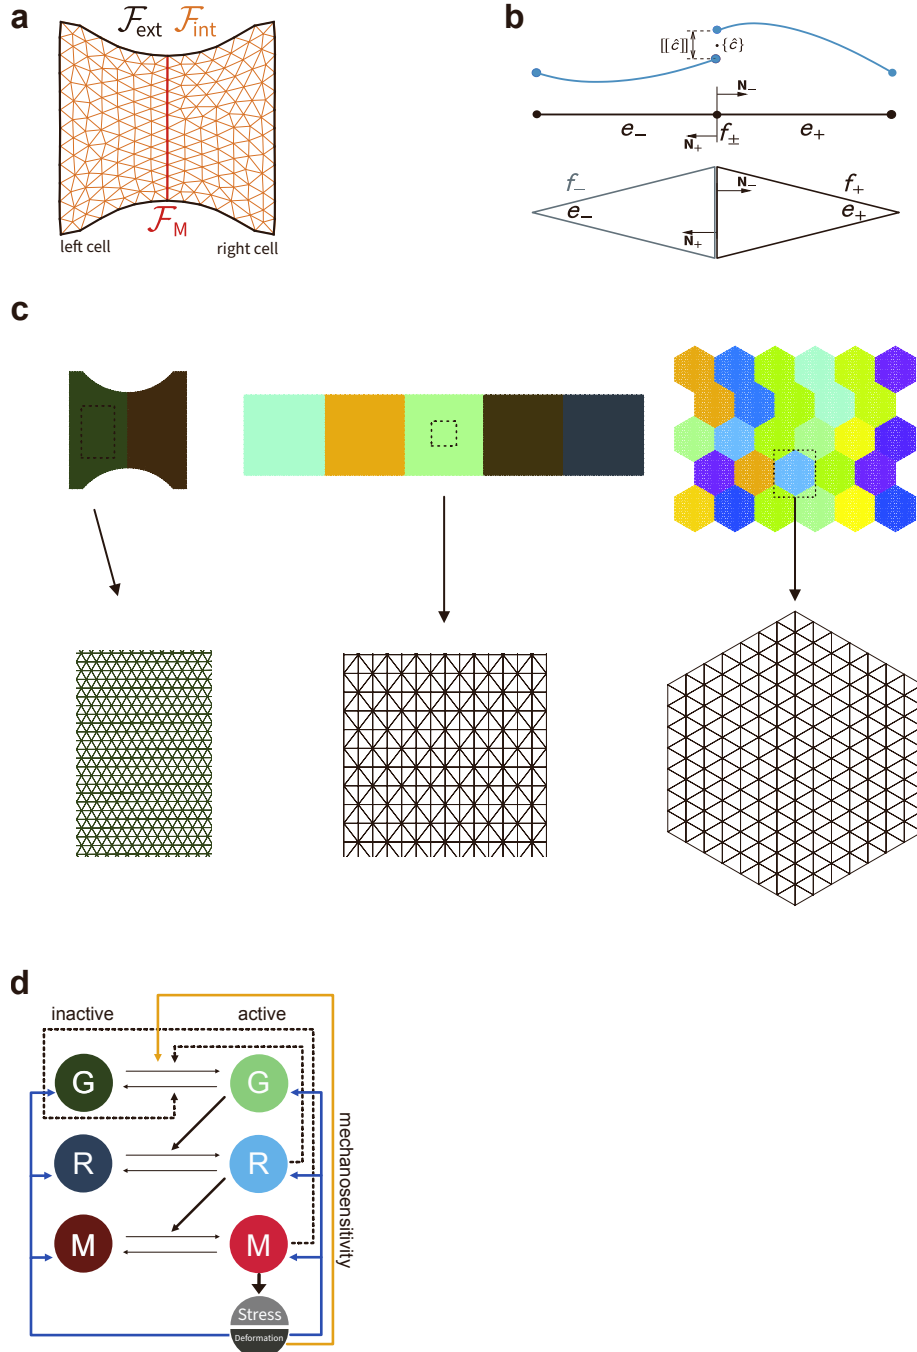 a
𝓕ext 𝓕int
𝓕M
left cell right cell
b
[[ĉ]] {ĉ}
N−
e− f± e+
N+
f− f+
N−
e− e+
N+
c
d
inactive active
G G
R R
M M
mechanosensitivity
Stress
Deformation